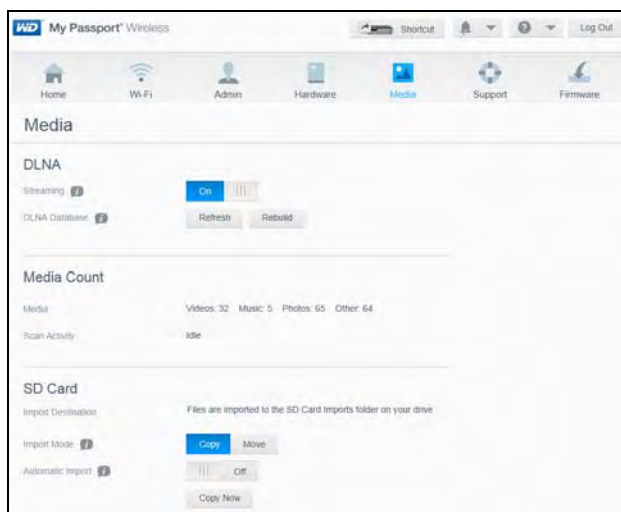 WD My Passport® Wireless Shortcut ? Log Out
Home Wi-Fi Admin Hardware Media Support Firmware
Media
DLNA
Streaming i On
DLNA Database i Refresh Rebuild
Media Count
Media Videos: 32 Music: 5 Photos: 65 Other: 64
Scan Activity Idle
SD Card
Import Destination Files are imported to the SD Card Imports folder on your drive
Import Mode i Copy Move
Automatic Import i Off
Copy Now